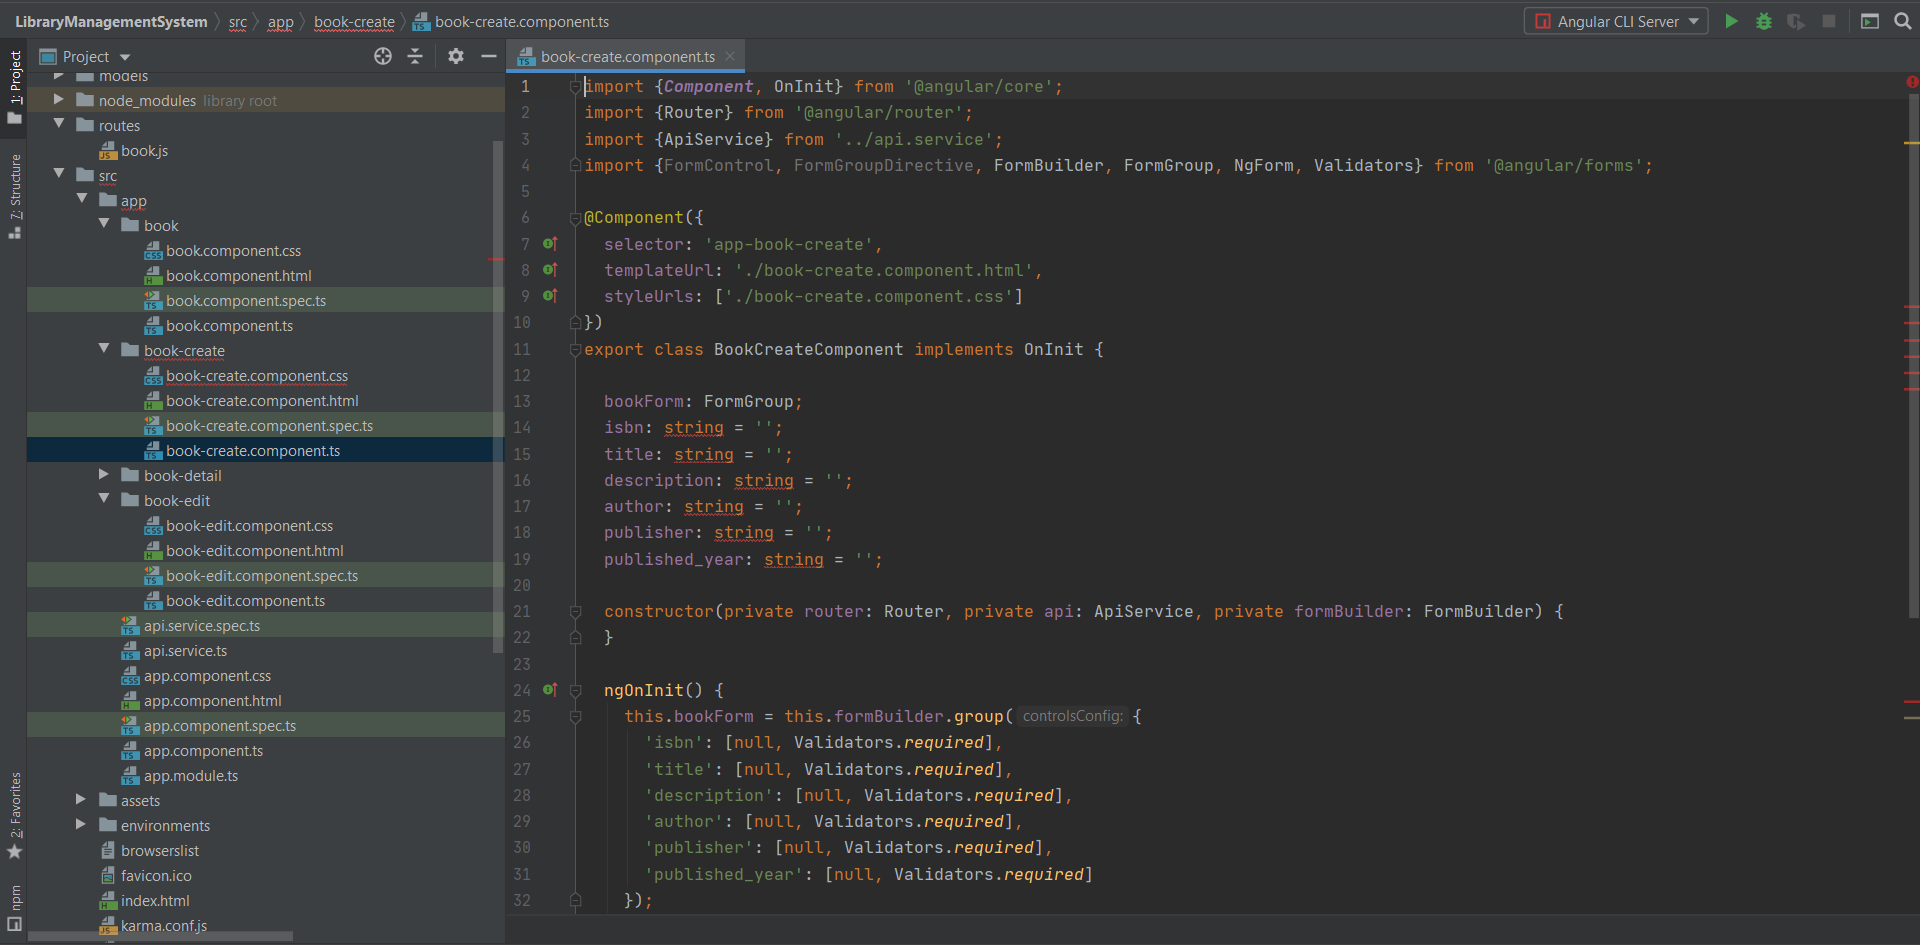 LibraryManagementSystem src app book-create book-create.component.ts
Angular CLI Server
1: Project
7: Structure
2: Favorites
npm
Project
models
node_modules library root
routes
book.js
src
app
book
book.component.css
book.component.html
book.component.spec.ts
book.component.ts
book-create
book-create.component.css
book-create.component.html
book-create.component.spec.ts
book-create.component.ts
book-detail
book-edit
book-edit.component.css
book-edit.component.html
book-edit.component.spec.ts
book-edit.component.ts
api.service.spec.ts
api.service.ts
app.component.css
app.component.html
app.component.spec.ts
app.component.ts
app.module.ts
assets
environments
browserslist
favicon.ico
index.html
karma.conf.js
book-create.component.ts
1 import {Component, OnInit} from '@angular/core';
2 import {Router} from '@angular/router';
3 import {ApiService} from '../api.service';
4 import {FormControl, FormGroupDirective, FormBuilder, FormGroup, NgForm, Validators} from '@angular/forms';
5
6 @Component({
7 selector: 'app-book-create',
8 templateUrl: './book-create.component.html',
9 styleUrls: ['./book-create.component.css']
10 })
11 export class BookCreateComponent implements OnInit {
12
13 bookForm: FormGroup;
14 isbn: string = '';
15 title: string = '';
16 description: string = '';
17 author: string = '';
18 publisher: string = '';
19 published_year: string = '';
20
21 constructor(private router: Router, private api: ApiService, private formBuilder: FormBuilder) {
22 }
23
24 ngOnInit() {
25 this.bookForm = this.formBuilder.group( controlsConfig: {
26 'isbn': [null, Validators.required],
27 'title': [null, Validators.required],
28 'description': [null, Validators.required],
29 'author': [null, Validators.required],
30 'publisher': [null, Validators.required],
31 'published_year': [null, Validators.required]
32 });